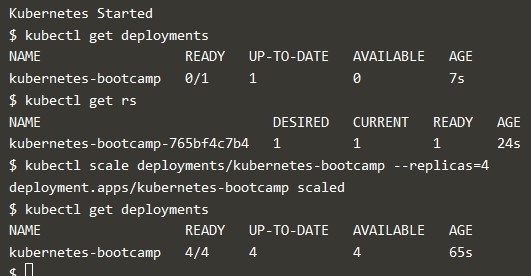 Kubernetes Started
$ kubectl get deployments
NAME READY UP-TO-DATE AVAILABLE AGE
kubernetes-bootcamp 0/1 1 0 7s
$ kubectl get rs
NAME DESIRED CURRENT READY AGE
kubernetes-bootcamp-765bf4c7b4 1 1 1 24s
$ kubectl scale deployments/kubernetes-bootcamp --replicas=4
deployment.apps/kubernetes-bootcamp scaled
$ kubectl get deployments
NAME READY UP-TO-DATE AVAILABLE AGE
kubernetes-bootcamp 4/4 4 4 65s
$